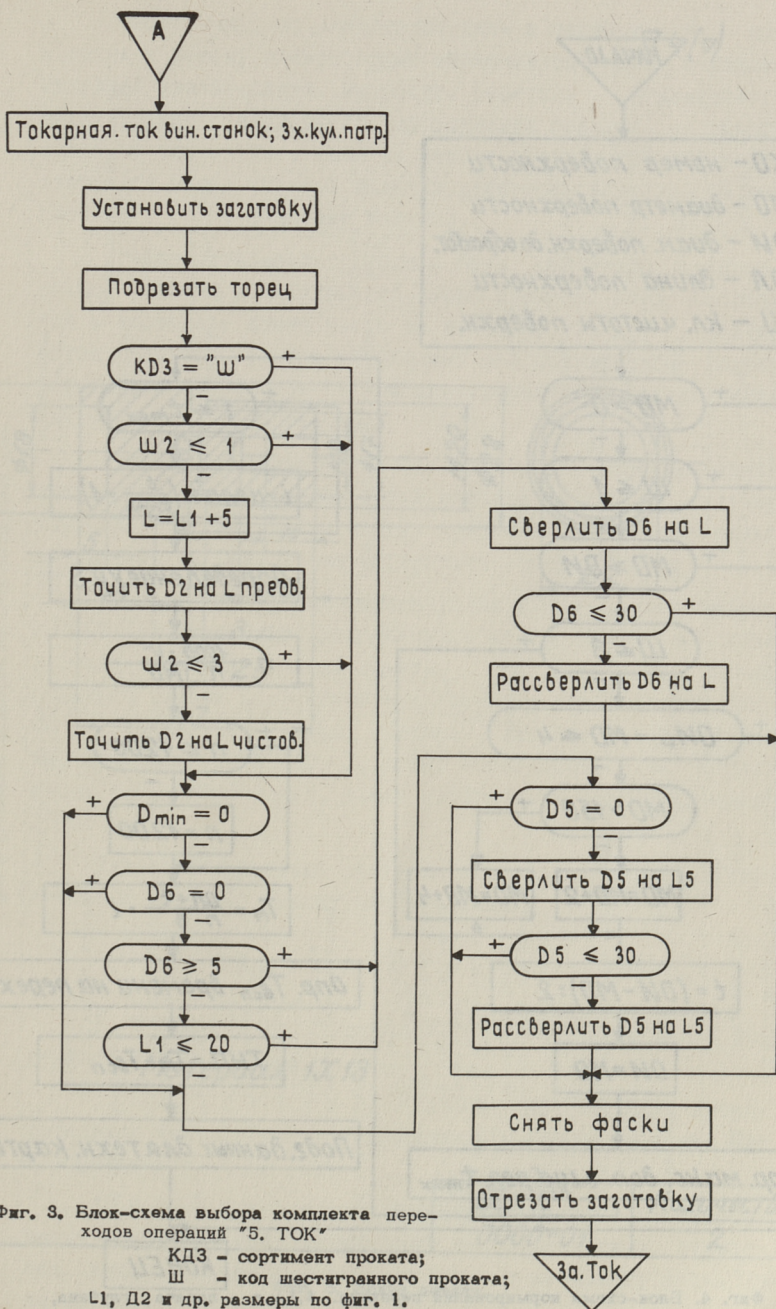 А
Токарная. ток вин. станок; 3х. кул. патр.
Установить заготовку
Подрезать торец
KD3 = "Ш"
+
−
Ш2 ≤ 1
+
−
L=L1+5
Точить D2 на L предв.
Ш2 ≤ 3
+
−
Точить D2 на L чистов.
Dmin = 0
+
−
D6 = 0
+
−
D6 ≥ 5
+
−
L1 ≤ 20
+
−
Сверлить D6 на L
D6 ≤ 30
+
−
Рассверлить D6 на L
D5 = 0
+
−
Сверлить D5 на L5
D5 ≤ 30
+
−
Рассверлить D5 на L5
Снять фаски
Отрезать заготовку
3а. Ток
Фиг. 3. Блок-схема выбора комплекта пере-
ходов операций "5. ТОК"
КДЗ - сортимент проката;
Ш - код шестигранного проката;
L1, Д2 и др. размеры по фиг. 1.